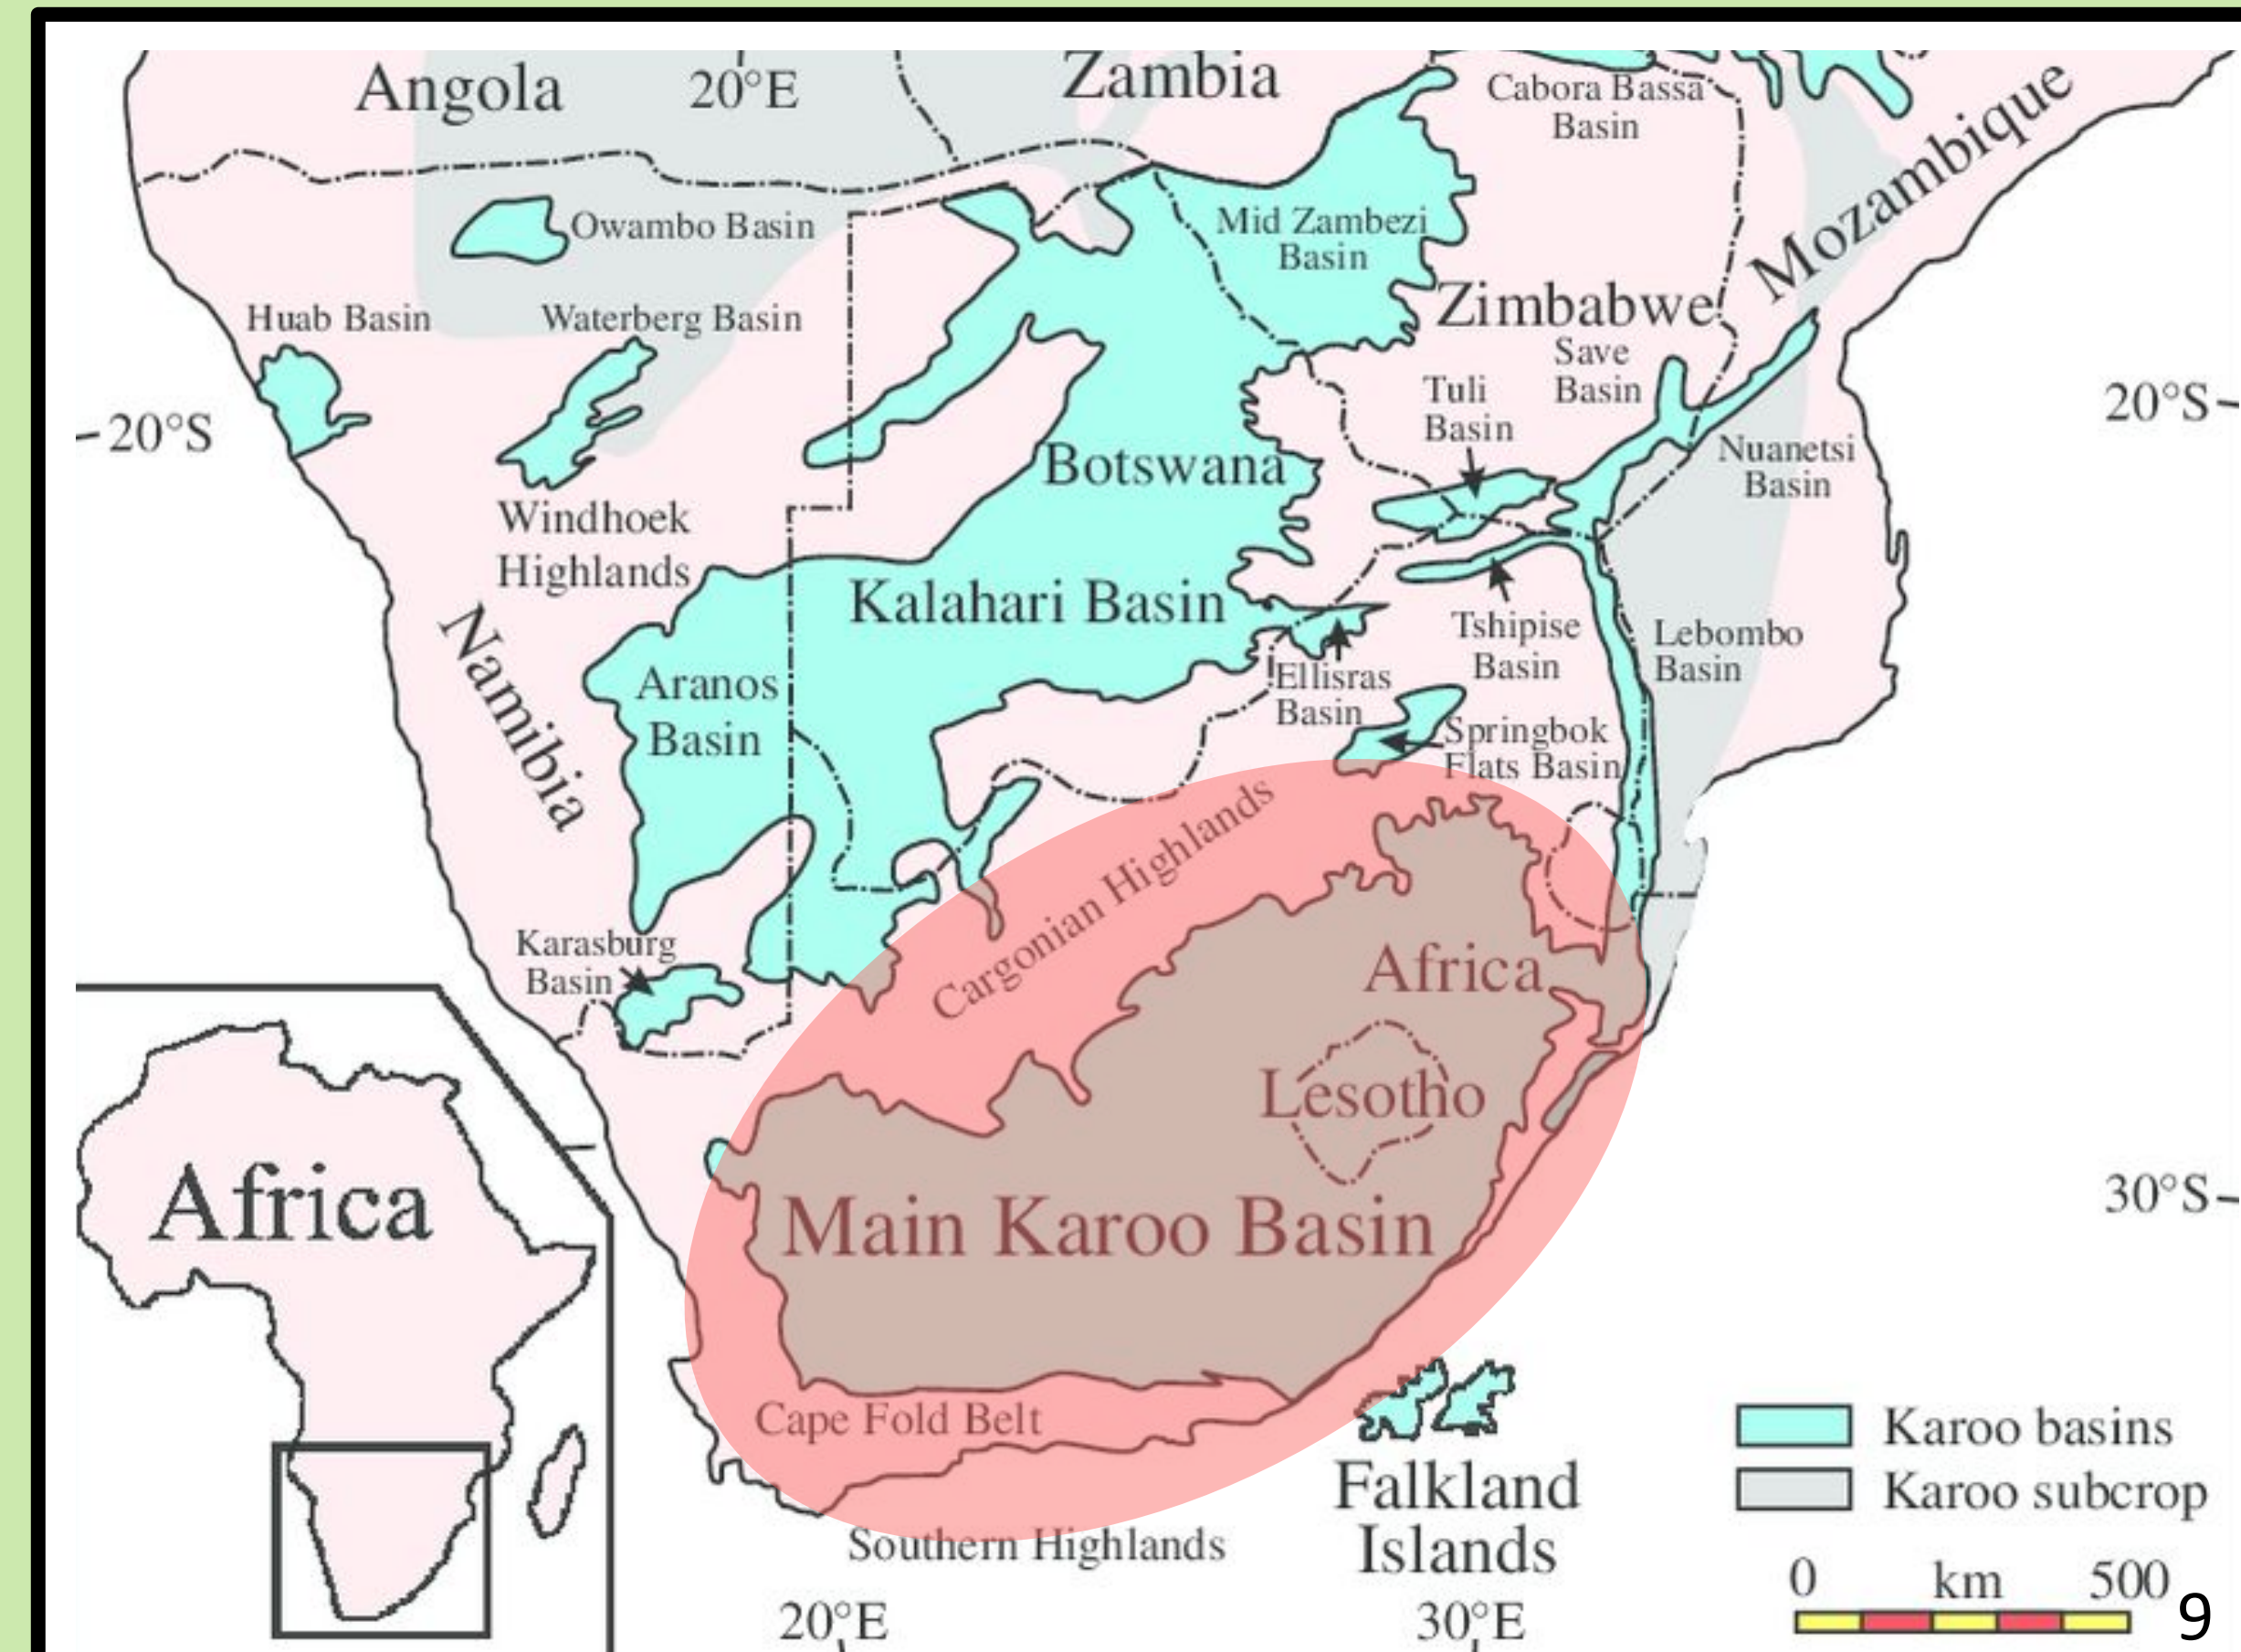 Angola
20°E
Zambia
Cabora Bassa
Basin
Mozambique
Owambo Basin
Mid Zambezi
Basin
Huab Basin
Waterberg Basin
Zimbabwe
Save
Basin
Tuli
Basin
20°S
20°S
Botswana
Nuanetsi
Basin
Windhoek
Highlands
Kalahari Basin
Namibia
Aranos
Basin
Tshipise
Basin
Lebombo
Basin
Ellisras
Basin
Springbok
Flats Basin
Cargonian Highlands
Karasburg
Basin
Africa
Lesotho
Africa
Main Karoo Basin
30°S
Cape Fold Belt
Falkland
Islands
Southern Highlands
Karoo basins
Karoo subcrop
0 km 500
20°E
30°E
9